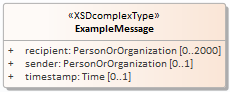 «XSDcomplexType»
ExampleMessage
+ recipient: PersonOrOrganization [0..2000]
+ sender: PersonOrOrganization [0..1]
+ timestamp: Time [0..1]